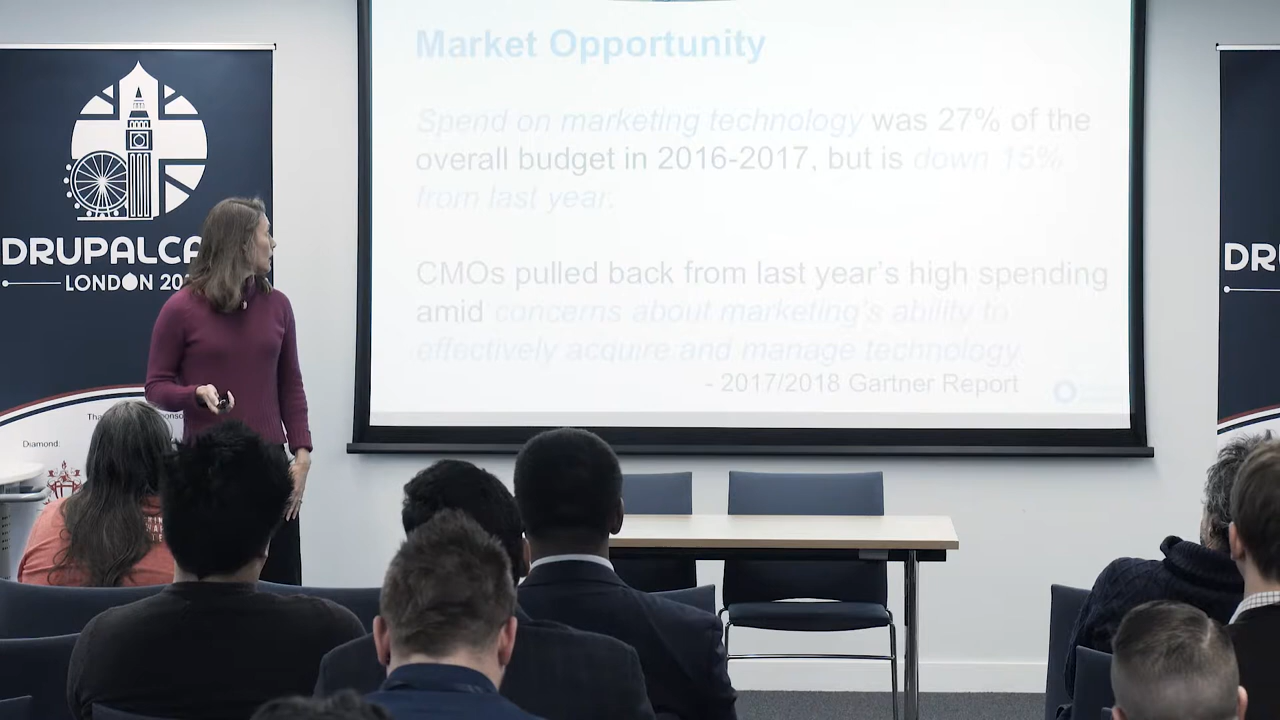 Market Opportunity
Spend on marketing technology was 27% of the
overall budget in 2016-2017, but is down 15%
from last year.
CMOs pulled back from last year's high spending
amid concerns about marketing's ability to
effectively acquire and manage technology
- 2017/2018 Gartner Report
DRUPALCA
LONDON 20
Tha
Diamond:
DR